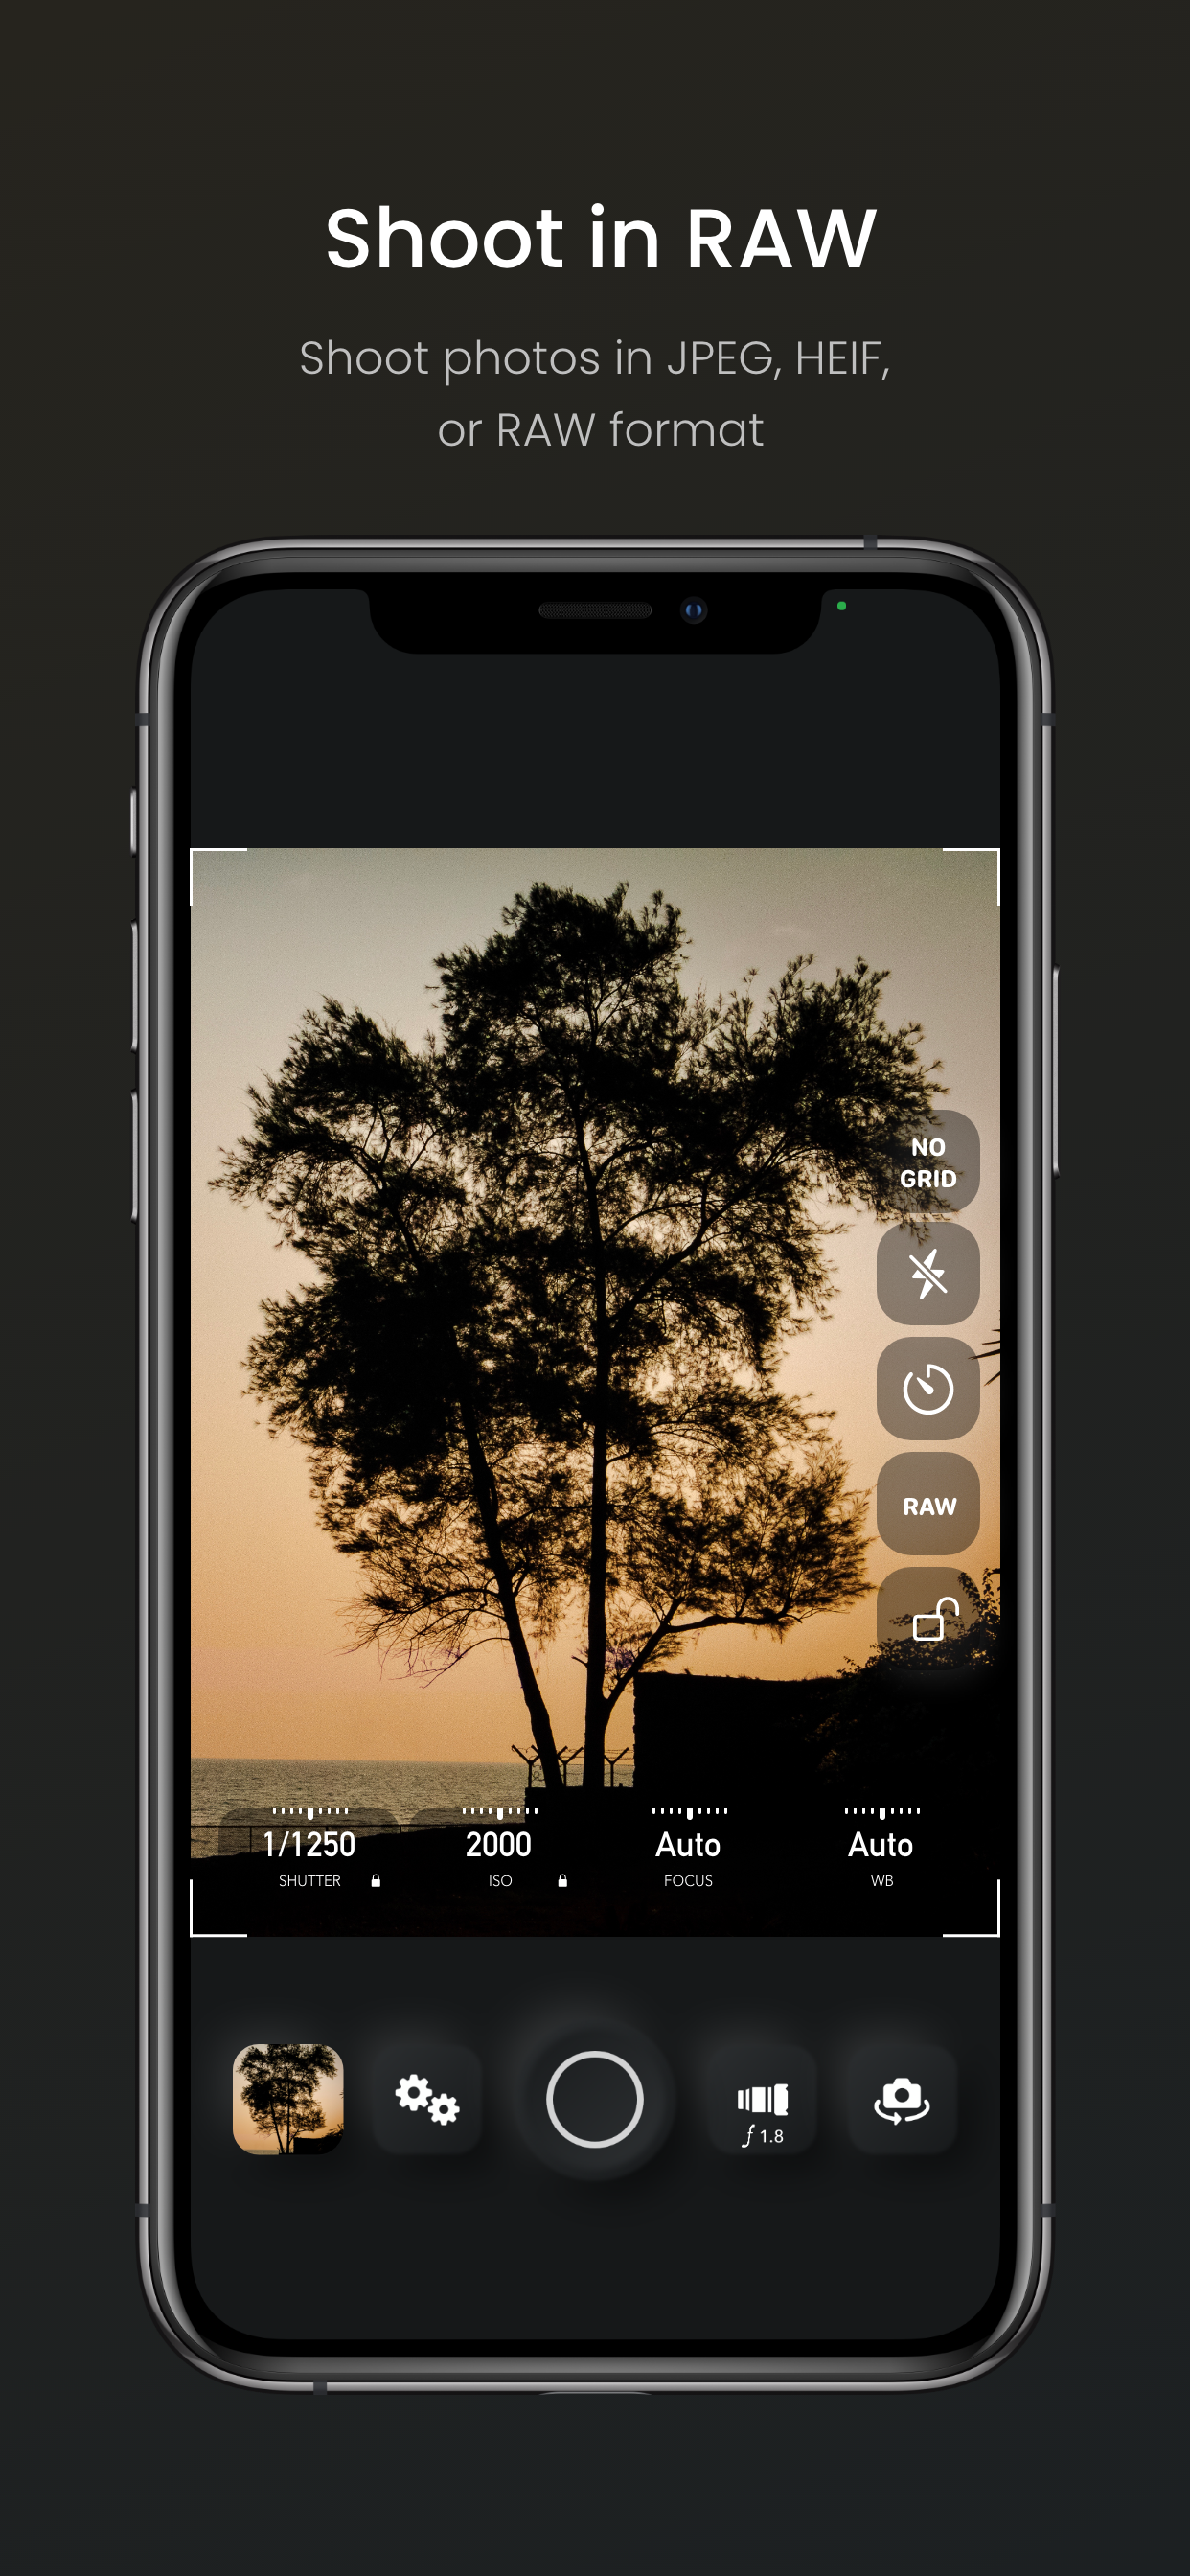 Shoot in RAW
Shoot photos in JPEG, HEIF,
or RAW format
NO
GRID
RAW
1/1250
SHUTTER
2000
ISO
Auto
FOCUS
Auto
WB
ƒ 1.8